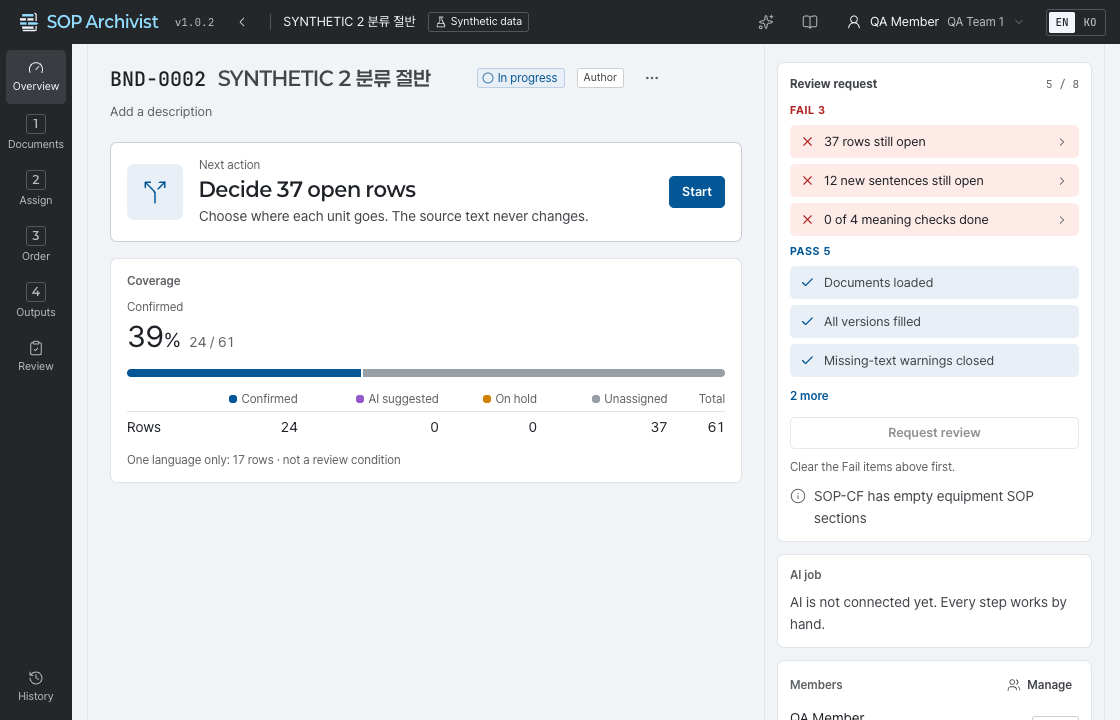 SOP Archivist v1.0.2
SYNTHETIC 2 분류 절반
Synthetic data
QA Member QA Team 1
EN KO
Overview
1
Documents
2
Assign
3
Order
4
Outputs
Review
History
BND-0002 SYNTHETIC 2 분류 절반
In progress
Author
Add a description
Next action
Decide 37 open rows
Choose where each unit goes. The source text never changes.
Start
Coverage
Confirmed
39% 24 / 61
Confirmed AI suggested On hold Unassigned Total
Rows 24 0 0 37 61
One language only: 17 rows · not a review condition
Review request 5 / 8
FAIL 3
37 rows still open
12 new sentences still open
0 of 4 meaning checks done
PASS 5
Documents loaded
All versions filled
Missing-text warnings closed
2 more
Request review
Clear the Fail items above first.
SOP-CF has empty equipment SOP
sections
AI job
AI is not connected yet. Every step works by
hand.
Members
Manage
QA Member